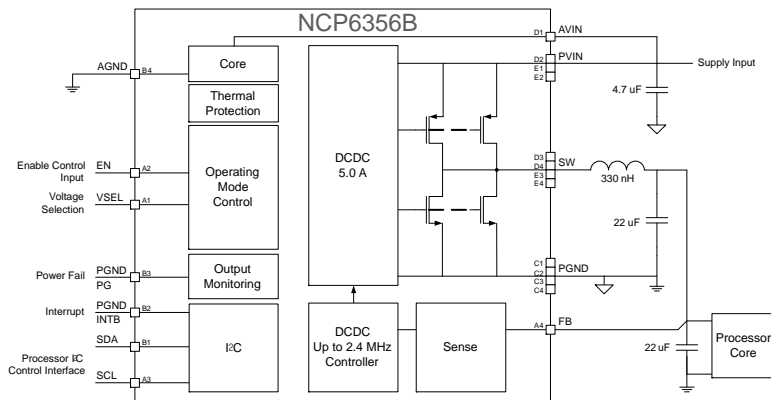 NCP6356B
D1
AVIN
AGND
B4
Core
D2
PVIN
E1
E2
Supply Input
Thermal
Protection
4.7 uF
Enable Control
Input
EN
A2
Voltage
Selection
VSEL
A1
Operating
Mode
Control
DCDC
5.0 A
D3
SW
D4
E3
E4
330 nH
22 uF
Power Fail
PGND
PG
B3
Output
Monitoring
C1
C2
PGND
C3
C4
Interrupt
PGND
INTB
B2
SDA
B1
Processor I²C
Control Interface
SCL
A3
I²C
DCDC
Up to 2.4 MHz
Controller
Sense
A4
FB
22 uF
Processor
Core